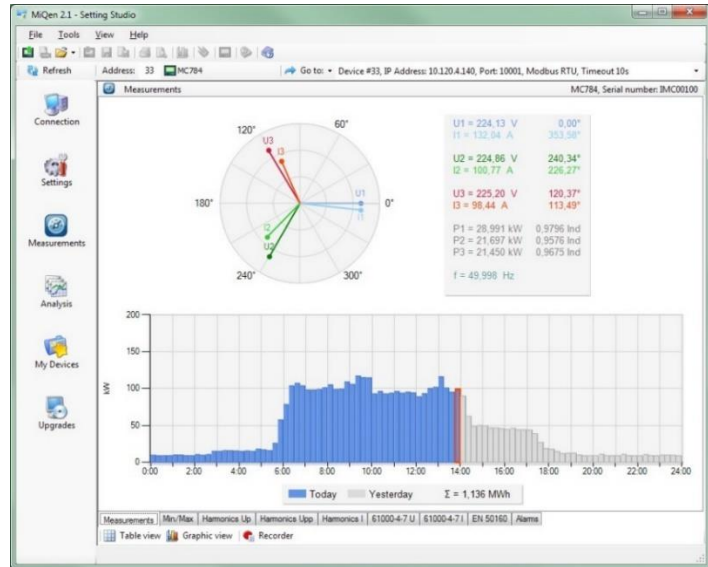 MiQen 2.1 - Setting Studio
File Tools View Help
Refresh Address: 33 MC784 Go to: Device #33, IP Address: 10.120.4.140, Port: 10001, Modbus RTU, Timeout 10s
Measurements MC784, Serial number: IMC00100
Connection
Settings
Measurements
Analysis
My Devices
Upgrades
120° 60°
U3
I3
180° U1 0°
I1
I2
U2
240° 300°
U1 = 224,13 V 0,00°
I1 = 132,04 A 353,58°
U2 = 224,86 V 240,34°
I2 = 100,77 A 226,27°
U3 = 225,20 V 120,37°
I3 = 98,44 A 113,49°
P1 = 28,991 kW 0,9796 Ind
P2 = 21,697 kW 0,9576 Ind
P3 = 21,450 kW 0,9675 Ind
f = 49,998 Hz
200
150
100
50
0
kW
0:00 2:00 4:00 6:00 8:00 10:00 12:00 14:00 16:00 18:00 20:00 22:00 24:00
Today Yesterday Σ = 1,136 MWh
Measurements Min/Max Hamonics Up Hamonics Upp Hamonics I 61000-4-7 U 61000-4-7 I EN 50160 Alarms
Table view Graphic view Recorder